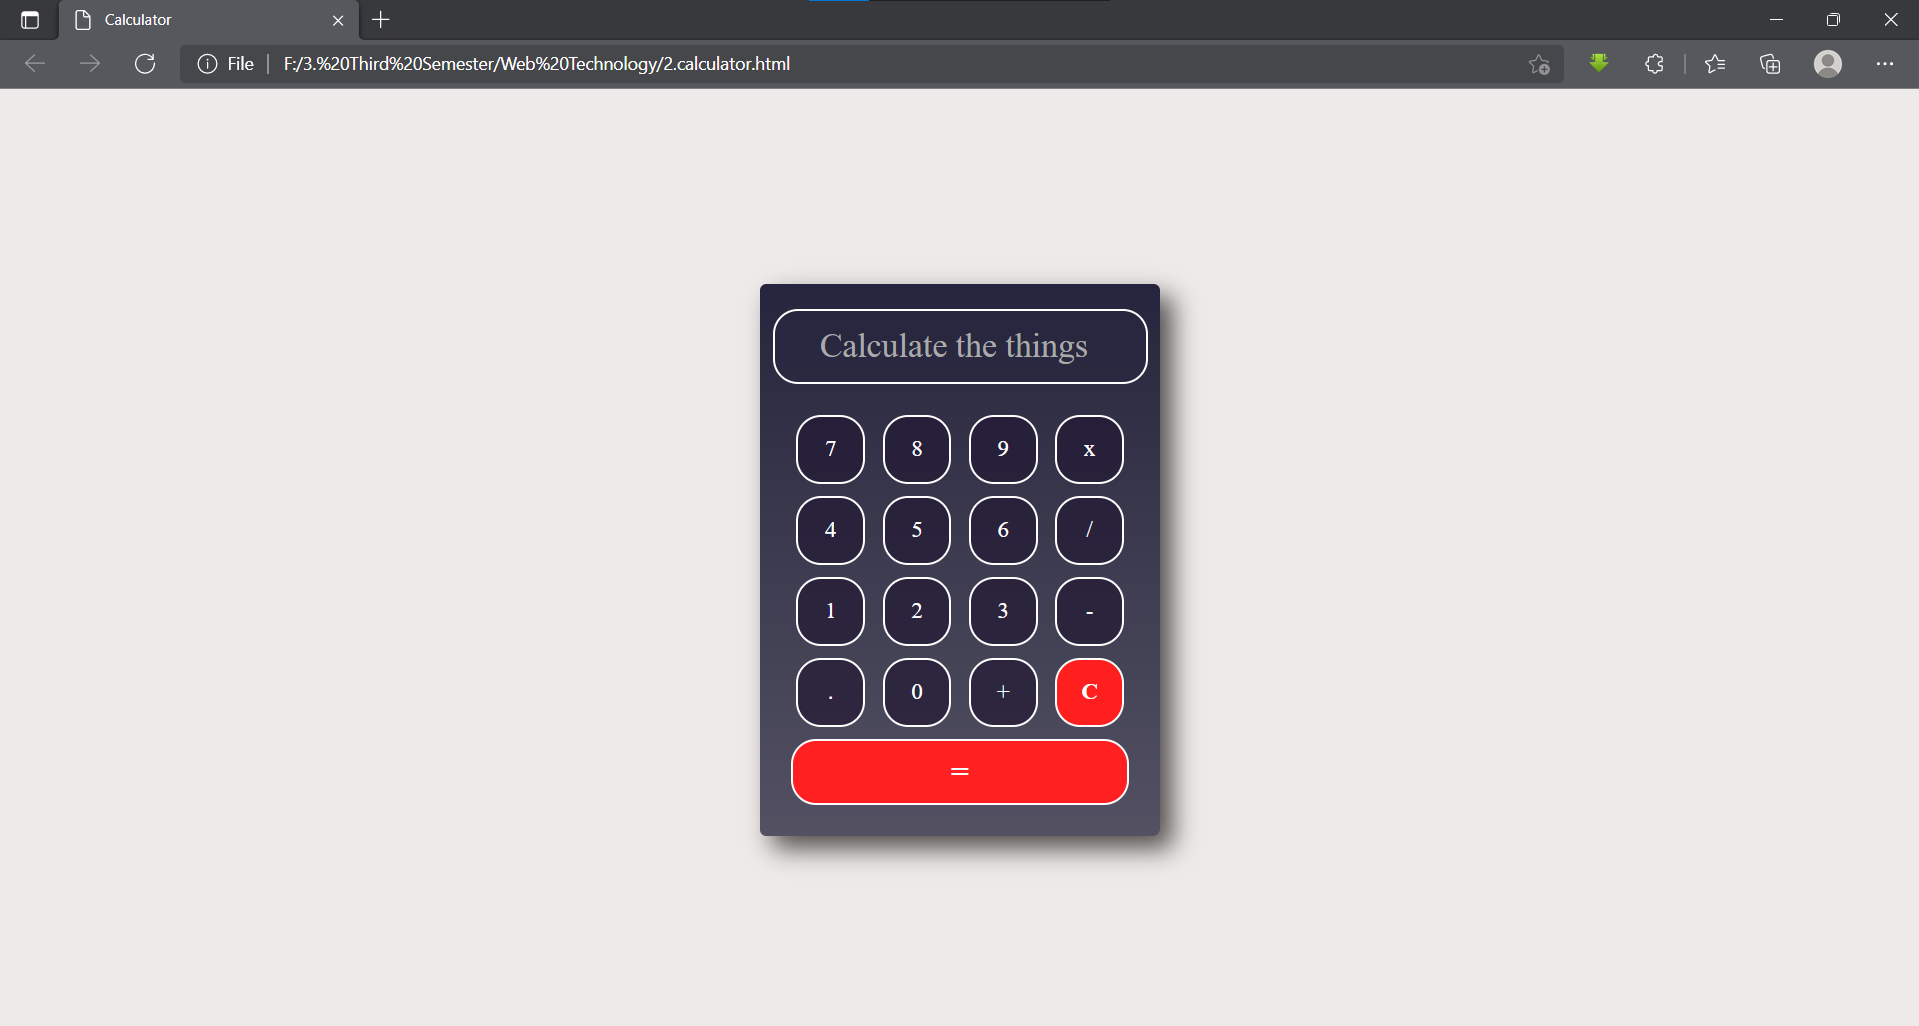 Calculator
File F:/3.%20Third%20Semester/Web%20Technology/2.calculator.html
Calculate the things
7 8 9 x
4 5 6 /
1 2 3 -
. 0 + C
=